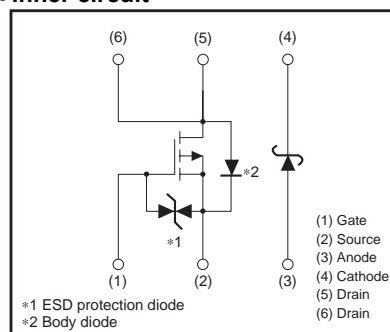 Inner circuit
(6) (5) (4)
∗2
∗1
(1) (2) (3)
(1) Gate
(2) Source
(3) Anode
(4) Cathode
(5) Drain
(6) Drain
∗1 ESD protection diode
∗2 Body diode